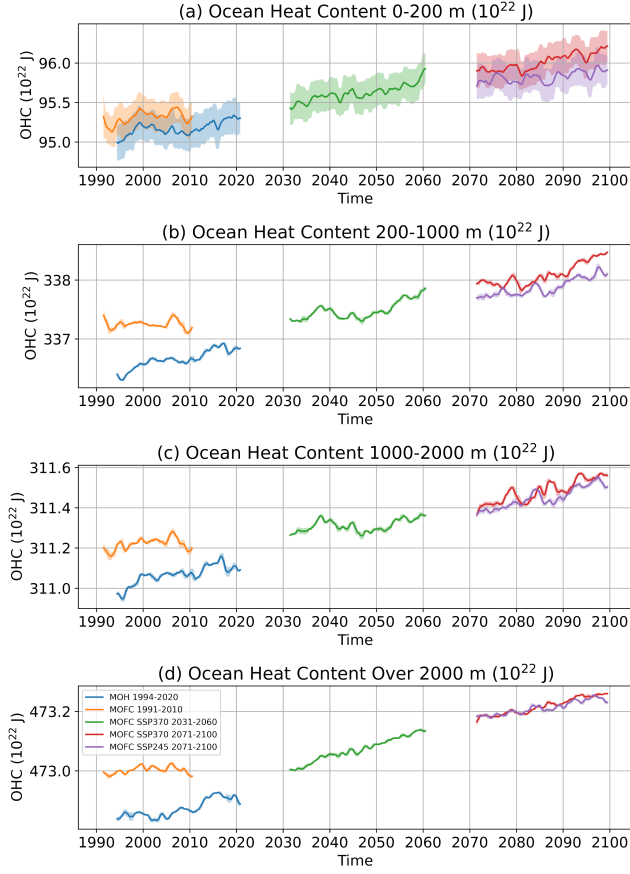 (a) Ocean Heat Content 0-200 m (10²² J)
OHC (10²² J)
96.0
95.5
95.0
1990 2000 2010 2020 2030 2040 2050 2060 2070 2080 2090 2100
Time
(b) Ocean Heat Content 200-1000 m (10²² J)
OHC (10²² J)
338
337
1990 2000 2010 2020 2030 2040 2050 2060 2070 2080 2090 2100
Time
(c) Ocean Heat Content 1000-2000 m (10²² J)
OHC (10²² J)
311.6
311.4
311.2
311.0
1990 2000 2010 2020 2030 2040 2050 2060 2070 2080 2090 2100
Time
(d) Ocean Heat Content Over 2000 m (10²² J)
OHC (10²² J)
473.2
473.0
MOH 1994-2020
MOFC 1991-2010
MOFC SSP370 2031-2060
MOFC SSP370 2071-2100
MOFC SSP245 2071-2100
1990 2000 2010 2020 2030 2040 2050 2060 2070 2080 2090 2100
Time